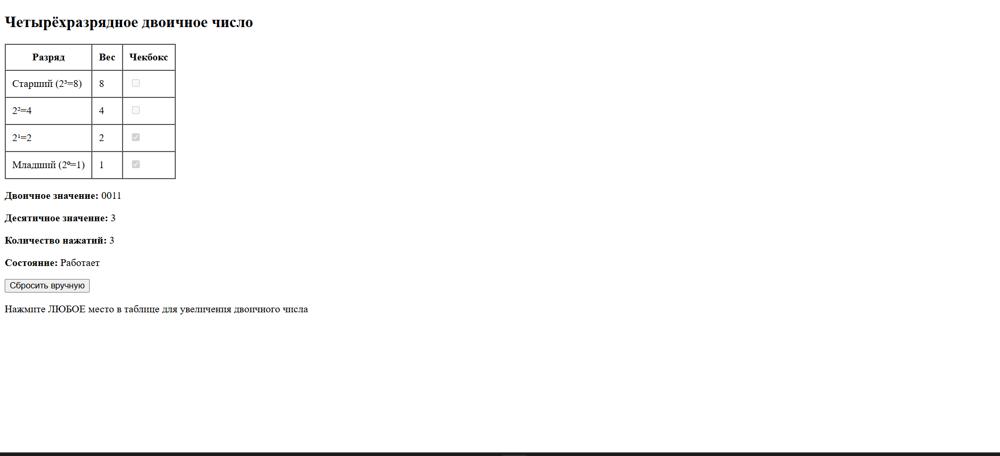 Четырёхразрядное двоичное число
Разряд Вес Чекбокс
Старший (2³=8) 8
2²=4 4
2¹=2 2
Младший (2⁰=1) 1
Двоичное значение: 0011
Десятичное значение: 3
Количество нажатий: 3
Состояние: Работает
Сбросить вручную
Нажмите ЛЮБОЕ место в таблице для увеличения двоичного числа